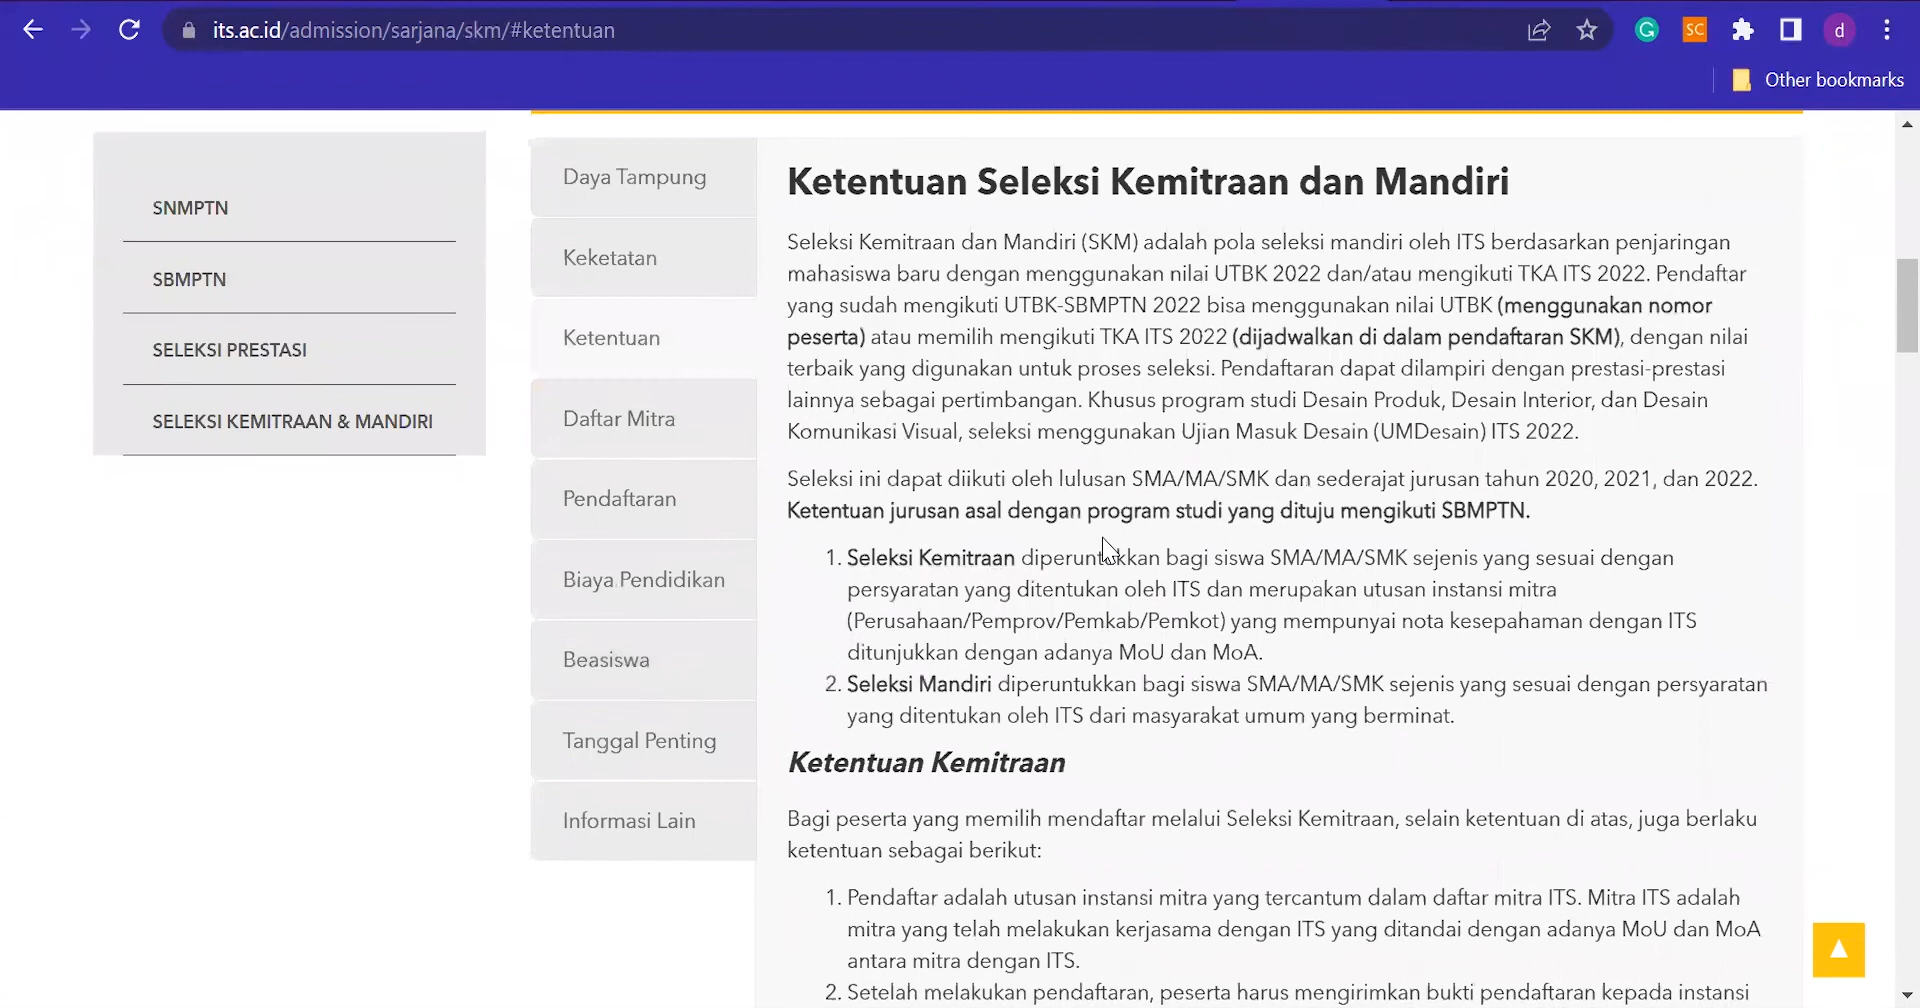 its.ac.id/admission/sarjana/skm/#ketentuan
SC
d
Other bookmarks
SNMPTN
SBMPTN
SELEKSI PRESTASI
SELEKSI KEMITRAAN & MANDIRI
Daya Tampung
Keketatan
Ketentuan
Daftar Mitra
Pendaftaran
Biaya Pendidikan
Beasiswa
Tanggal Penting
Informasi Lain
Ketentuan Seleksi Kemitraan dan Mandiri
Seleksi Kemitraan dan Mandiri (SKM) adalah pola seleksi mandiri oleh ITS berdasarkan penjaringan
mahasiswa baru dengan menggunakan nilai UTBK 2022 dan/atau mengikuti TKA ITS 2022. Pendaftar
yang sudah mengikuti UTBK-SBMPTN 2022 bisa menggunakan nilai UTBK (menggunakan nomor
peserta) atau memilih mengikuti TKA ITS 2022 (dijadwalkan di dalam pendaftaran SKM), dengan nilai
terbaik yang digunakan untuk proses seleksi. Pendaftaran dapat dilampiri dengan prestasi-prestasi
lainnya sebagai pertimbangan. Khusus program studi Desain Produk, Desain Interior, dan Desain
Komunikasi Visual, seleksi menggunakan Ujian Masuk Desain (UMDesain) ITS 2022.
Seleksi ini dapat diikuti oleh lulusan SMA/MA/SMK dan sederajat jurusan tahun 2020, 2021, dan 2022.
Ketentuan jurusan asal dengan program studi yang dituju mengikuti SBMPTN.
1. Seleksi Kemitraan diperuntukkan bagi siswa SMA/MA/SMK sejenis yang sesuai dengan
persyaratan yang ditentukan oleh ITS dan merupakan utusan instansi mitra
(Perusahaan/Pemprov/Pemkab/Pemkot) yang mempunyai nota kesepahaman dengan ITS
ditunjukkan dengan adanya MoU dan MoA.
2. Seleksi Mandiri diperuntukkan bagi siswa SMA/MA/SMK sejenis yang sesuai dengan persyaratan
yang ditentukan oleh ITS dari masyarakat umum yang berminat.
Ketentuan Kemitraan
Bagi peserta yang memilih mendaftar melalui Seleksi Kemitraan, selain ketentuan di atas, juga berlaku
ketentuan sebagai berikut:
1. Pendaftar adalah utusan instansi mitra yang tercantum dalam daftar mitra ITS. Mitra ITS adalah
mitra yang telah melakukan kerjasama dengan ITS yang ditandai dengan adanya MoU dan MoA
antara mitra dengan ITS.
2. Setelah melakukan pendaftaran, peserta harus mengirimkan bukti pendaftaran kepada instansi